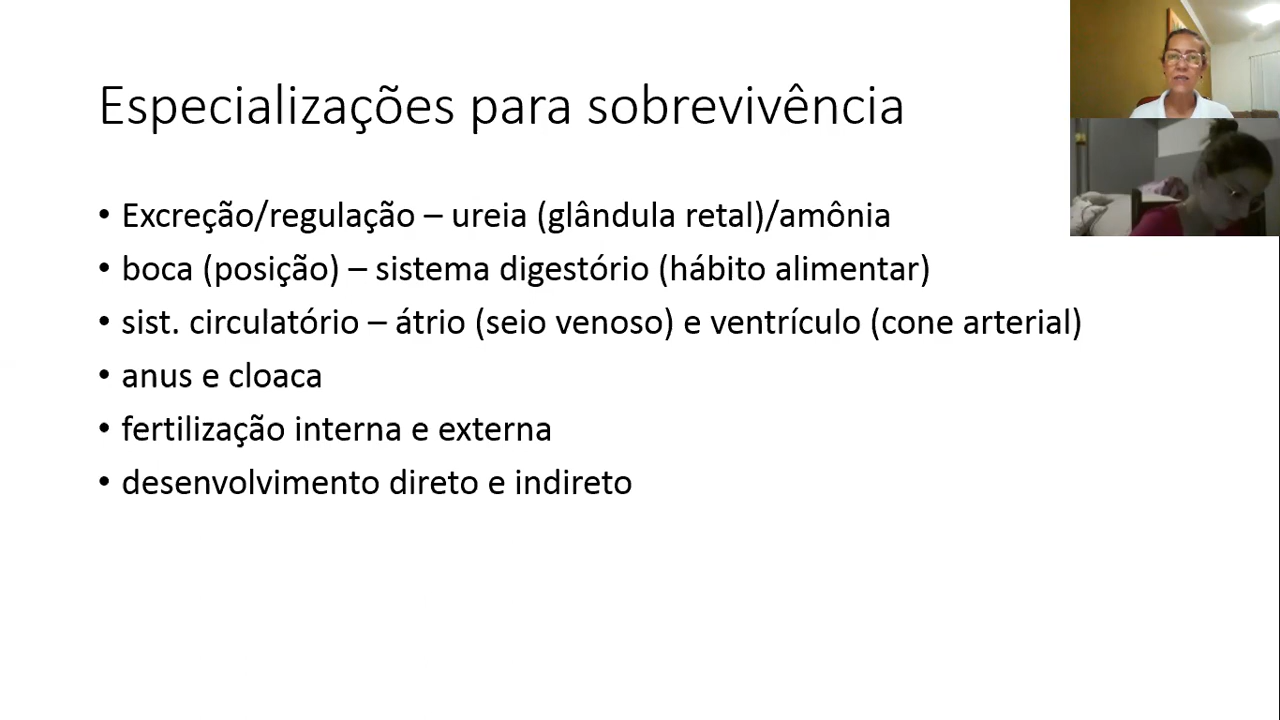 Especializações para sobrevivência
• Excreção/regulação – ureia (glândula retal)/amônia
• boca (posição) – sistema digestório (hábito alimentar)
• sist. circulatório – átrio (seio venoso) e ventrículo (cone arterial)
• anus e cloaca
• fertilização interna e externa
• desenvolvimento direto e indireto